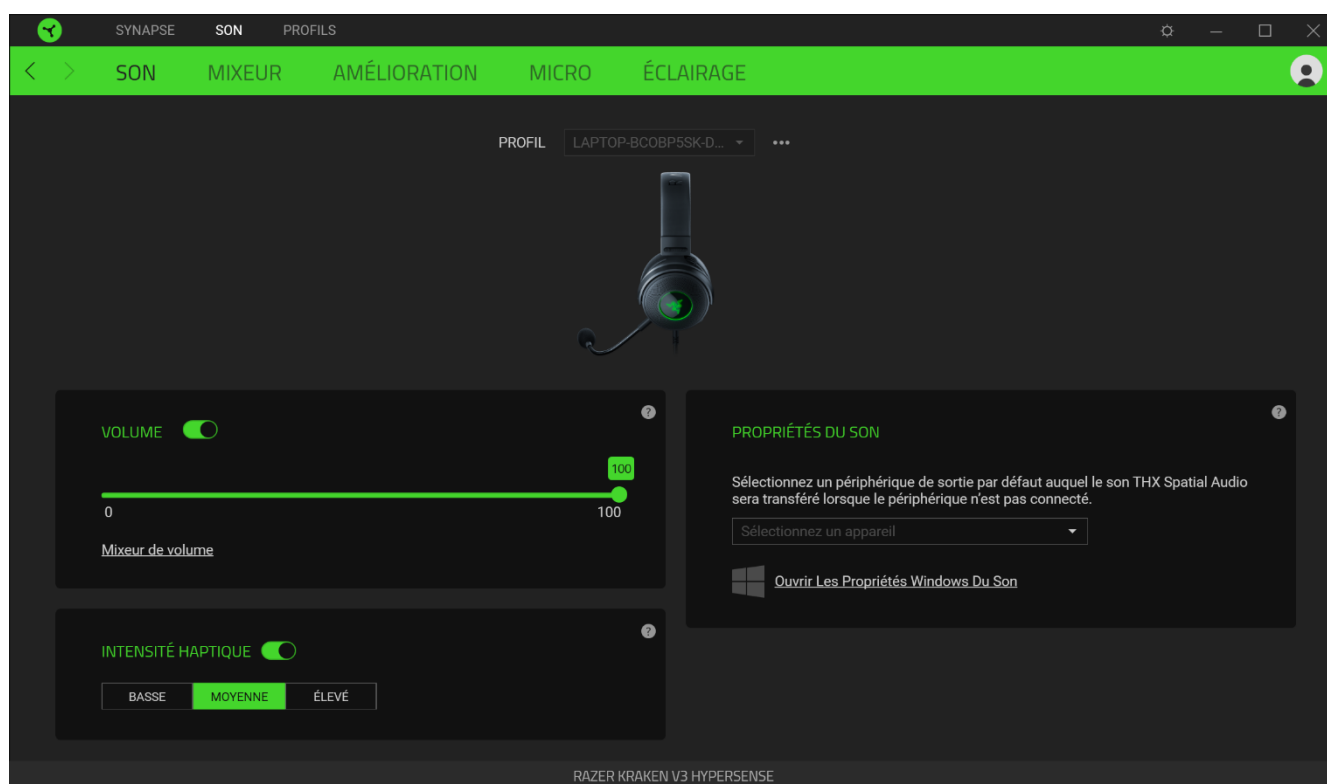 SYNAPSE SON PROFILS
SON MIXEUR AMÉLIORATION MICRO ÉCLAIRAGE
PROFIL LAPTOP-BCOBP5SK-D...
VOLUME
100
0 100
Mixeur de volume
PROPRIÉTÉS DU SON
Sélectionnez un périphérique de sortie par défaut auquel le son THX Spatial Audio
sera transféré lorsque le périphérique n'est pas connecté.
Sélectionnez un appareil
Ouvrir Les Propriétés Windows Du Son
INTENSITÉ HAPTIQUE
BASSE MOYENNE ÉLEVÉ
RAZER KRAKEN V3 HYPERSENSE